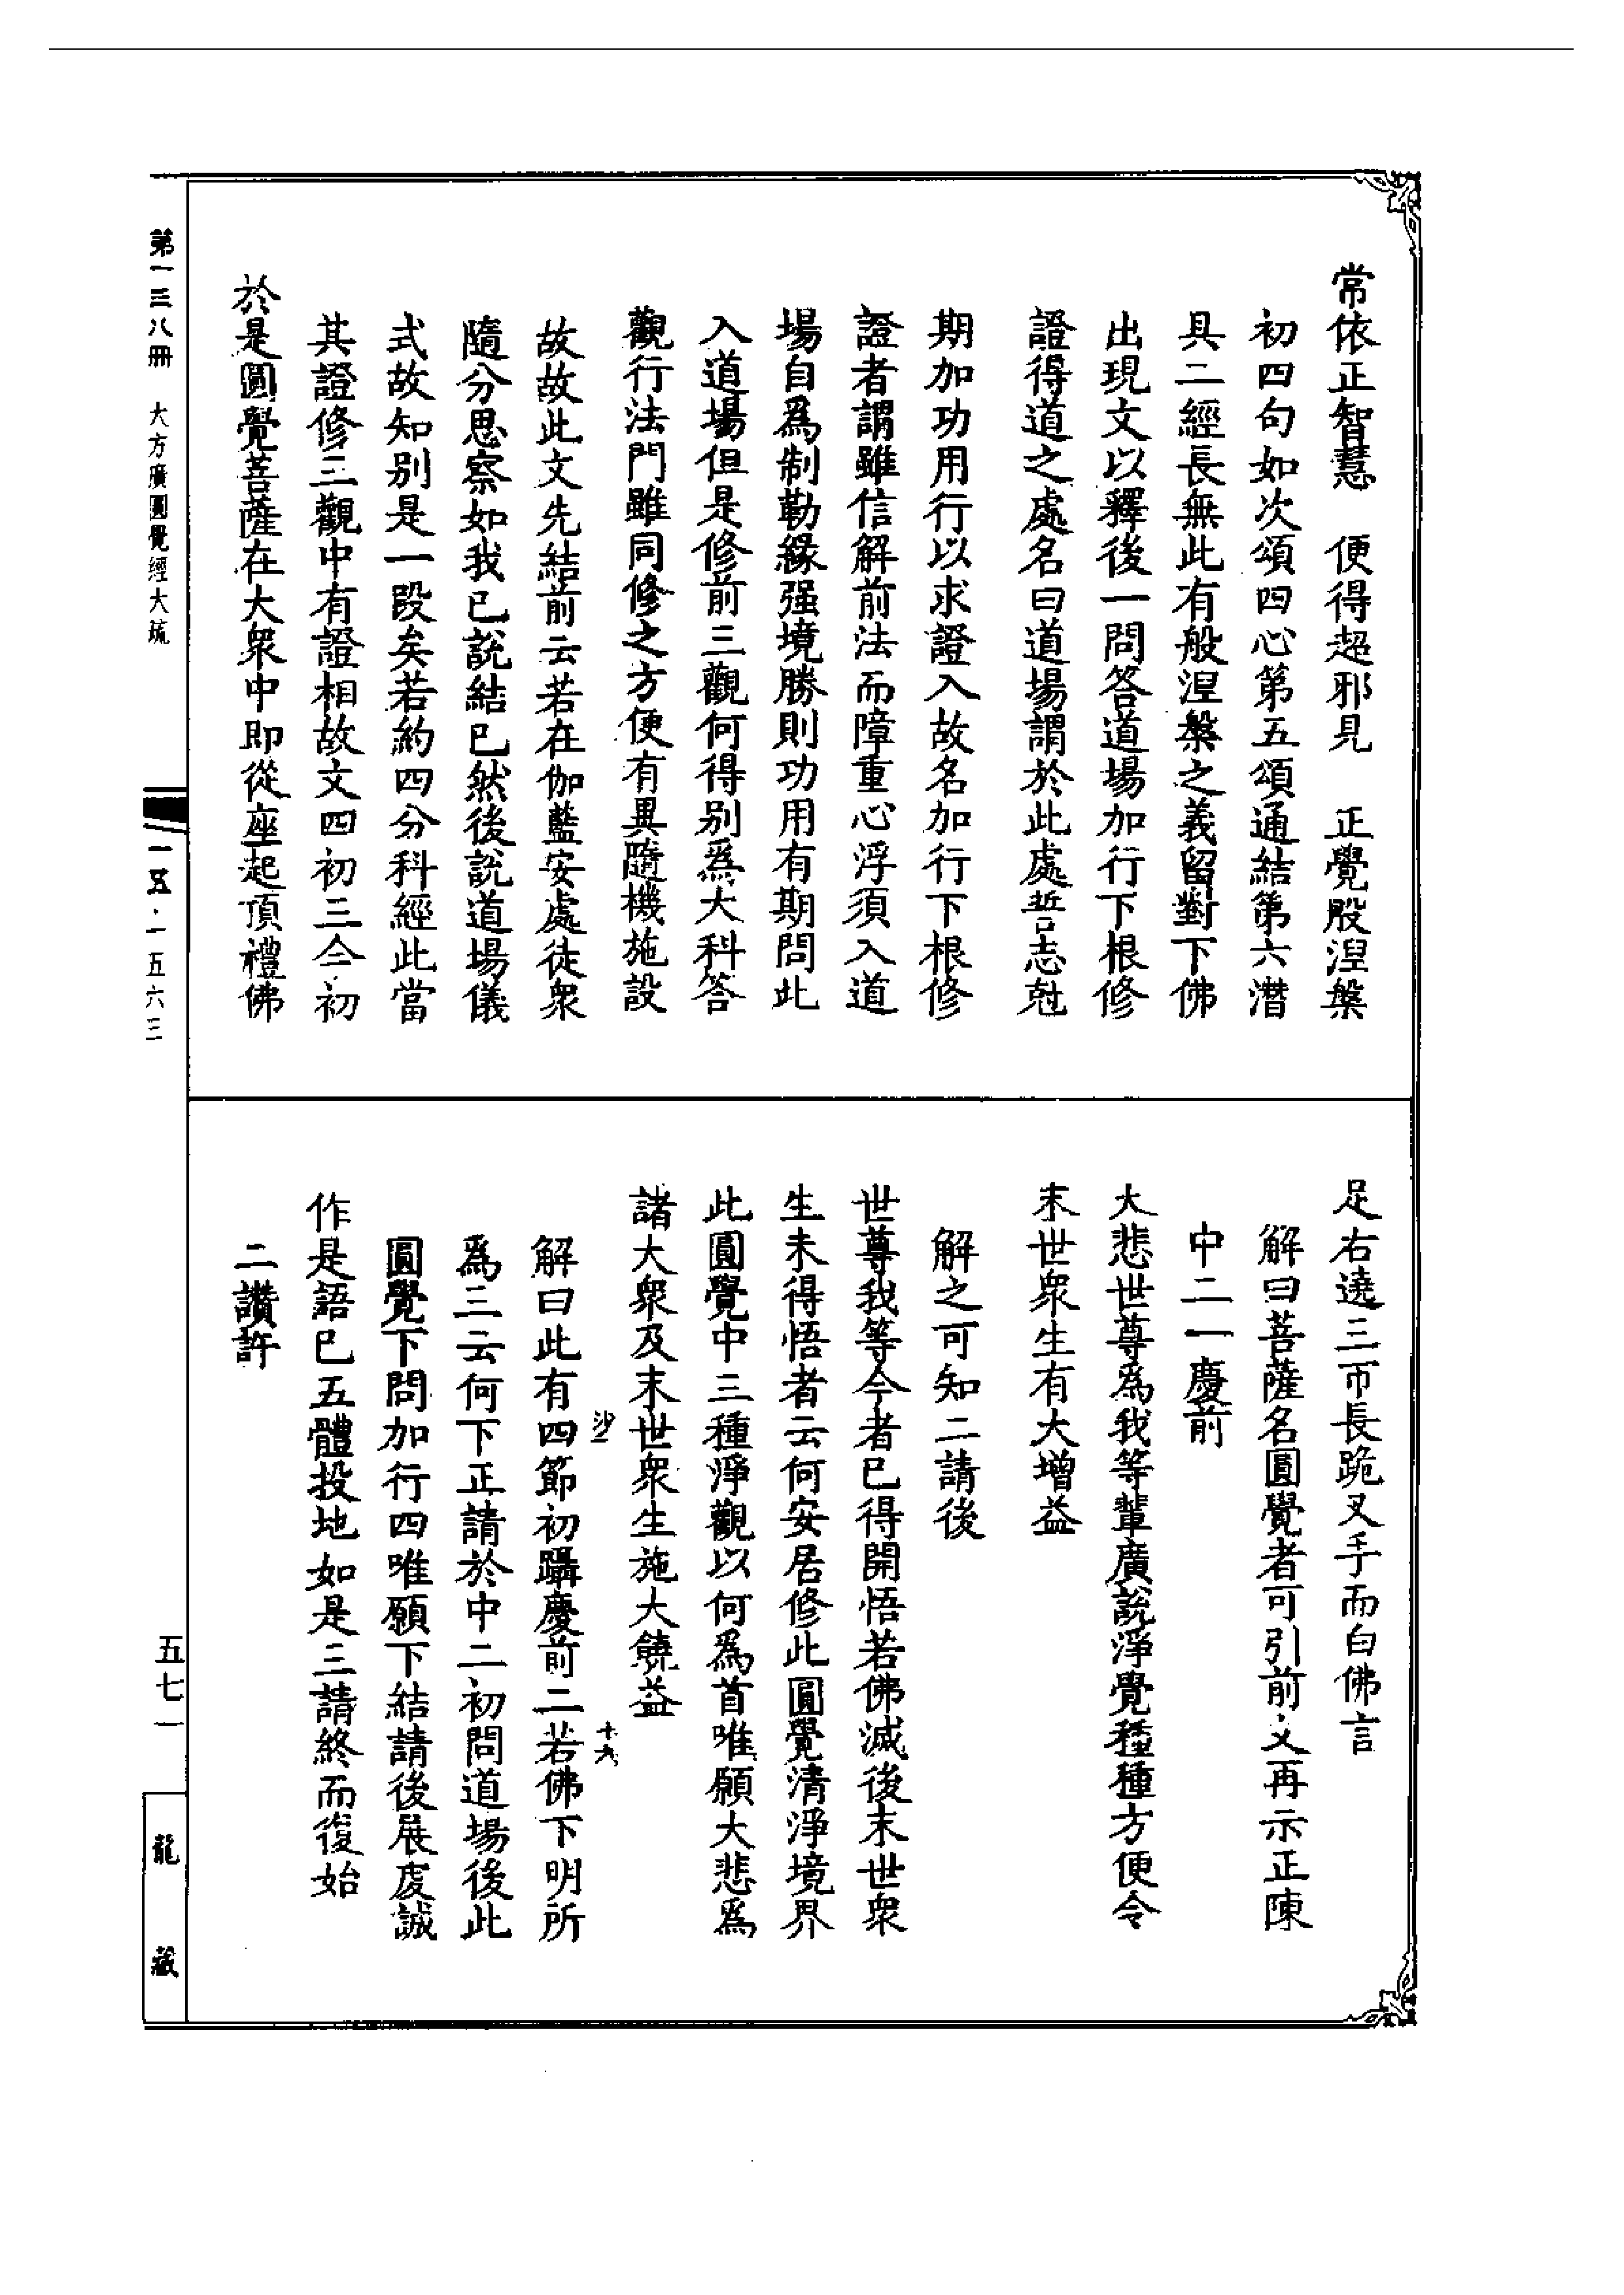 常依正智慧　便得超邪見　正覺般涅槃
初四句如次頌四心第五頌通結第六潛
具二經長無此有般涅槃之義留對下佛
出現文以釋後一問答道場加行下根修
證得道之處名曰道場謂於此處誓志尅
期加功用行以求證入故名加行下根修
證者謂雖信解前法而障重心浮須入道
場自爲制勒緣强境勝則功用有期問此
入道場但是修前三觀何得别爲大科答
觀行法門雖同修之方便有異隨機施設
故故此文先結前云若在伽藍安處徒衆
隨分思察如我已說結已然後說道場儀
式故知别是一段矣若約四分科經此當
其證修三觀中有證相故文四初三仝初
於是圓覺菩薩在大衆中即從座起頂禮佛
足右遶三帀長跪叉手而白佛言
解曰菩薩名圓覺者可引前文再示正陳
中二一慶前
大悲世尊爲我等輩廣說淨覺種種方便令
末世衆生有大增益
解之可知二請後
世尊我等今者已得開悟若佛滅後末世衆
生未得悟者云何安居修此圓覺清淨境界
此圓覺中三種淨觀以何爲首唯願大悲爲
諸大衆及末世衆生施大饒益
沙一
十六
解曰此有四節初躡慶前二若佛下明所
爲三云何下正請於中二初問道場後此
圓覺下問加行四唯願下結請後展虔誠
作是語已五體投地如是三請終而復始
二讚許
第一三八册　大方廣圓覺經大疏
一五·一五六三
五七一
龍藏